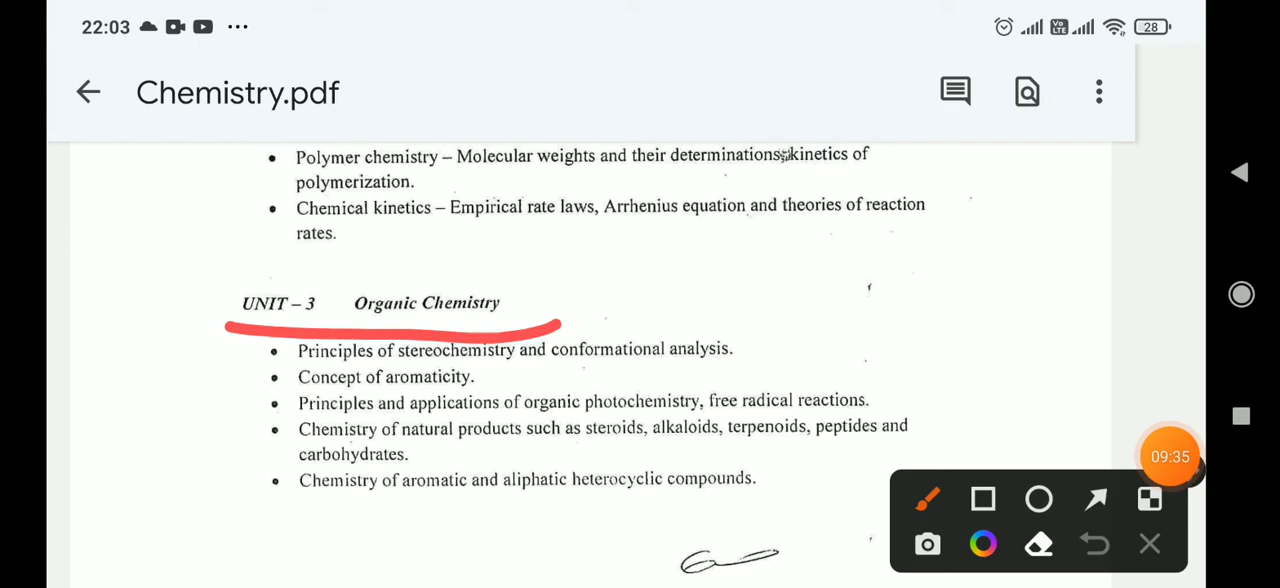 22:03
28
Chemistry.pdf
• Polymer chemistry – Molecular weights and their determinations, kinetics of
polymerization.
• Chemical kinetics – Empirical rate laws, Arrhenius equation and theories of reaction
rates.
UNIT – 3 Organic Chemistry
• Principles of stereochemistry and conformational analysis.
• Concept of aromaticity.
• Principles and applications of organic photochemistry, free radical reactions.
• Chemistry of natural products such as steroids, alkaloids, terpenoids, peptides and
carbohydrates.
• Chemistry of aromatic and aliphatic heterocyclic compounds.
09:35